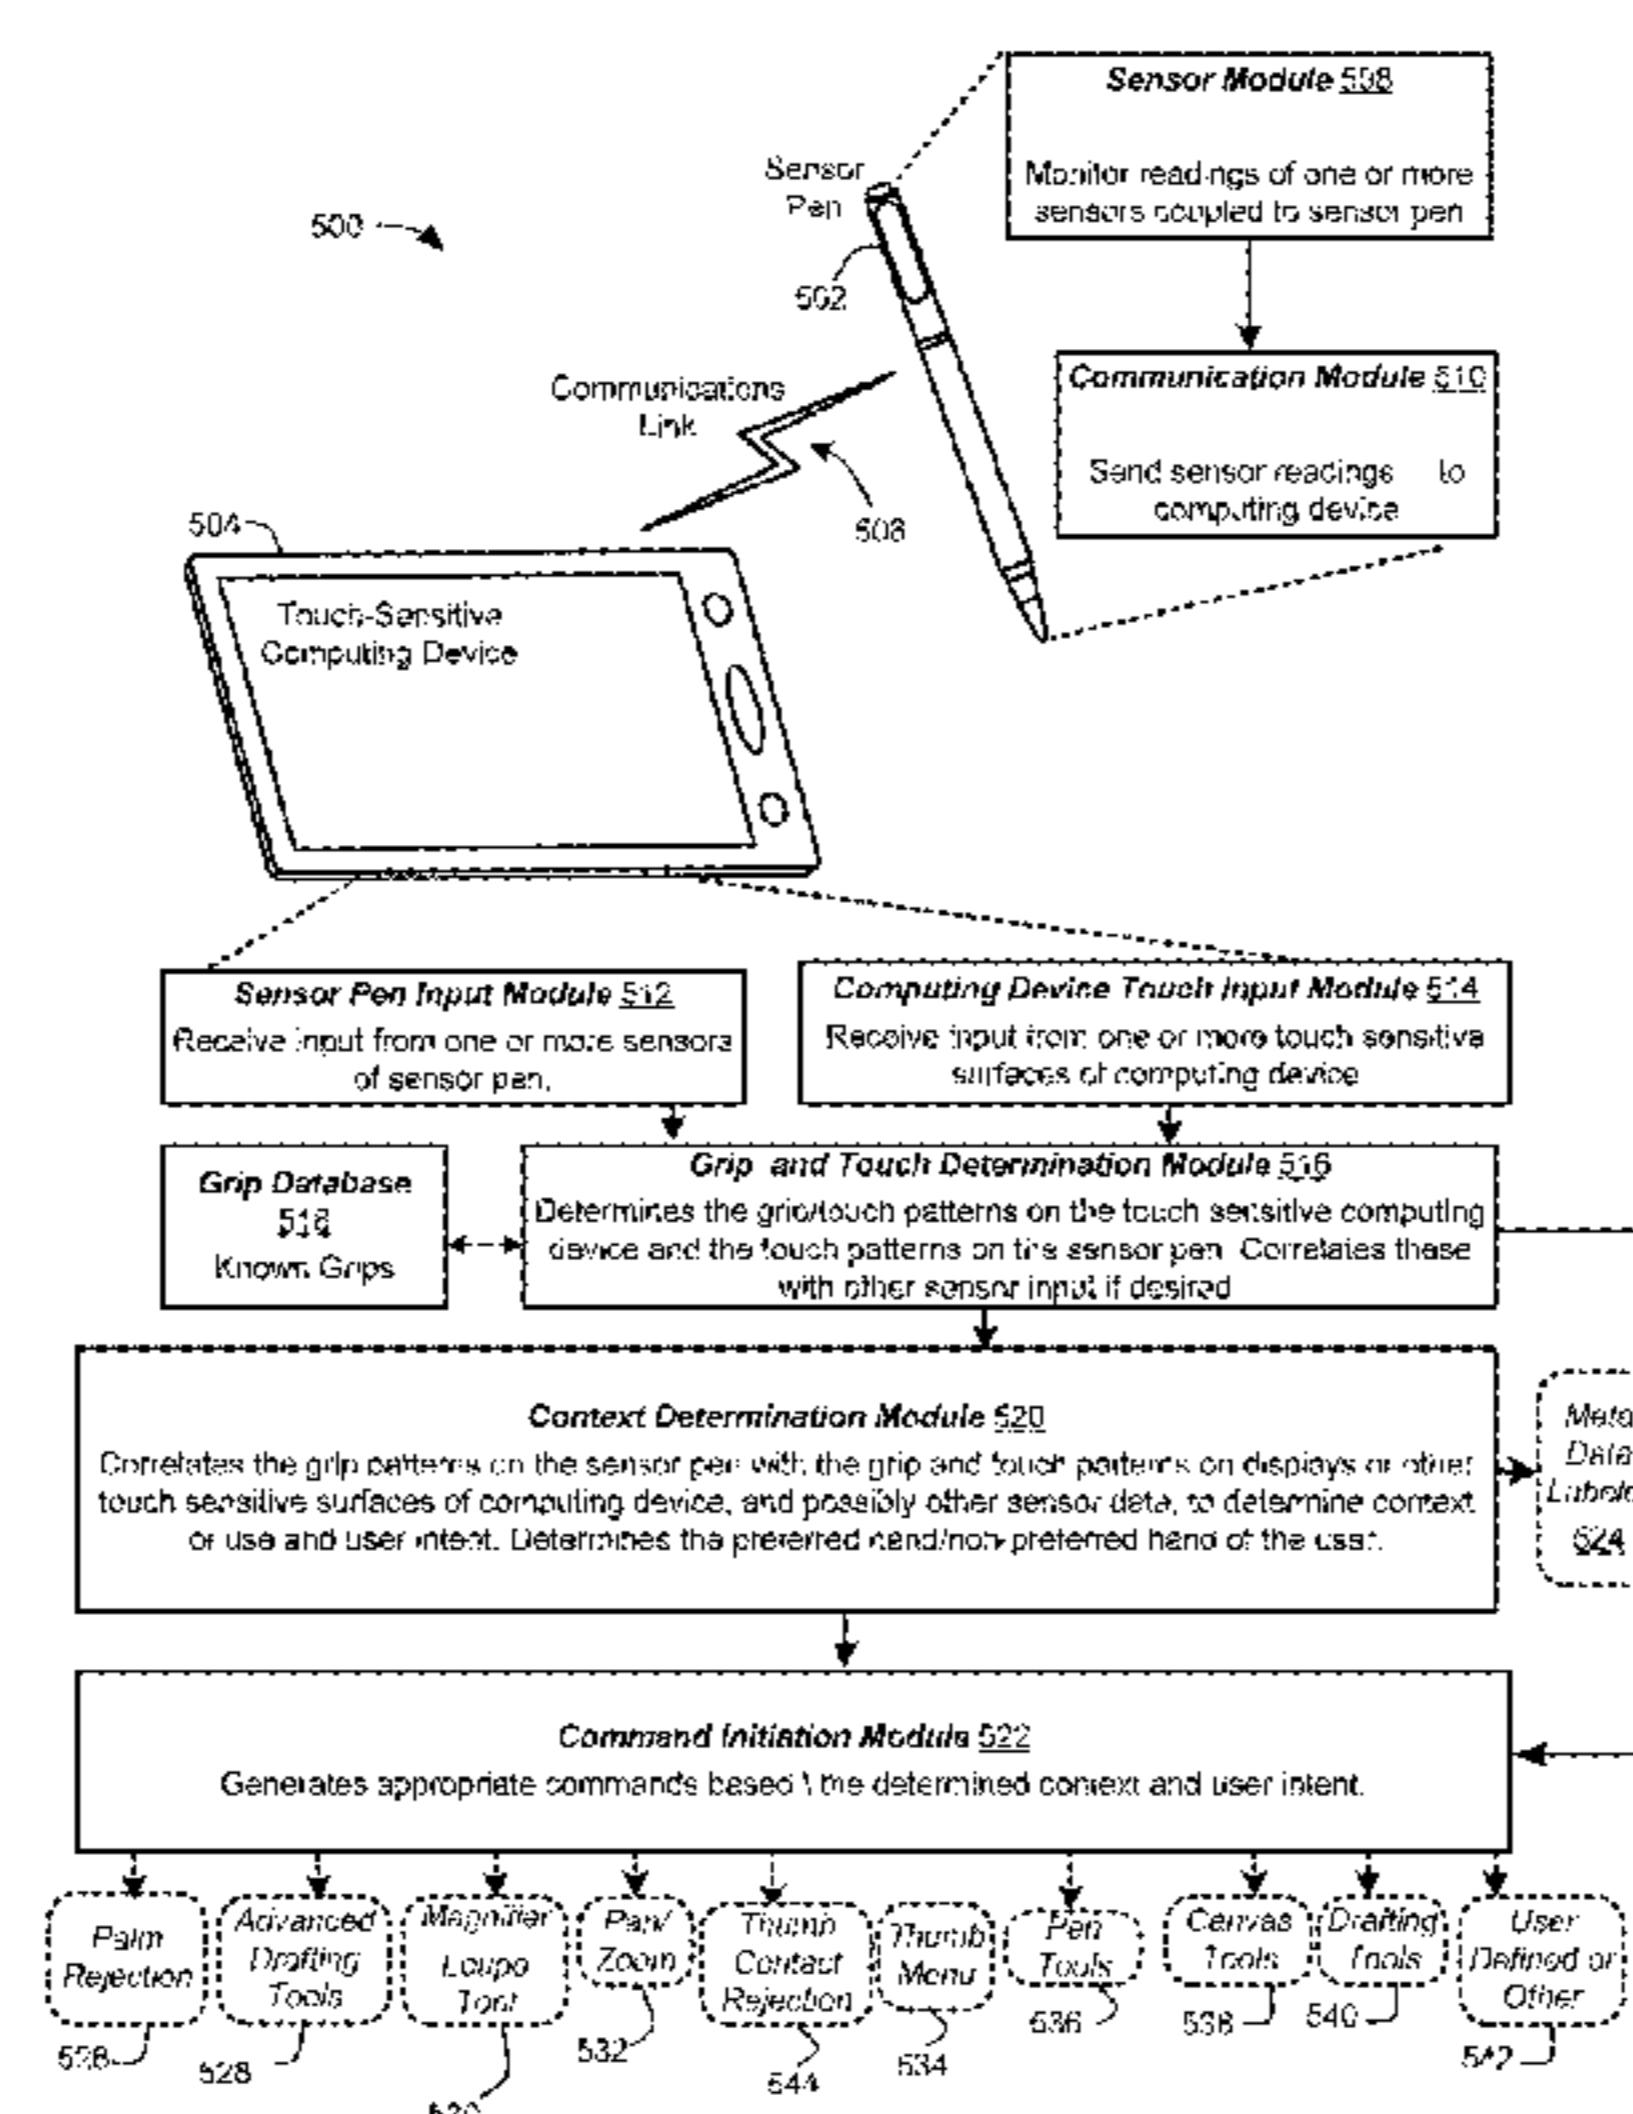 Sensor Module 508
Monitor readings of one or more
sensors coupled to sensor pen
Sensor
Pen
500
502
Communication Module 510
Send sensor readings to
computing device
Communications
Link
504
508
Touch-Sensitive
Computing Device
Sensor Pen Input Module 512
Receive input from one or more sensors
of sensor pen.
Computing Device Touch Input Module 514
Receive input from one or more touch sensitive
surfaces of computing device
Grip Database
518
Known Grips
Grip and Touch Determination Module 516
Determines the grip/touch patterns on the touch sensitive computing
device and the touch patterns on the sensor pen. Correlates these
with other sensor input if desired
Context Determination Module 520
Correlates the grip patterns on the sensor pen with the grip and touch patterns on displays or other
touch sensitive surfaces of computing device, and possibly other sensor data, to determine context
of use and user intent. Determines the preferred hand/non-preferred hand of the user.
Meta
Data
Labels
524
Command Initiation Module 522
Generates appropriate commands based \ the determined context and user intent.
Palm
Rejection
Advanced
Drafting
Tools
Magnifier
Loupe
Tool
Pan/
Zoom
Thumb
Contact
Rejection
Thumb
Menu
Pen
Tools
Canvas
Tools
Drafting
Tools
User
Defined or
Other
528
532
544
534
536
538
540
542